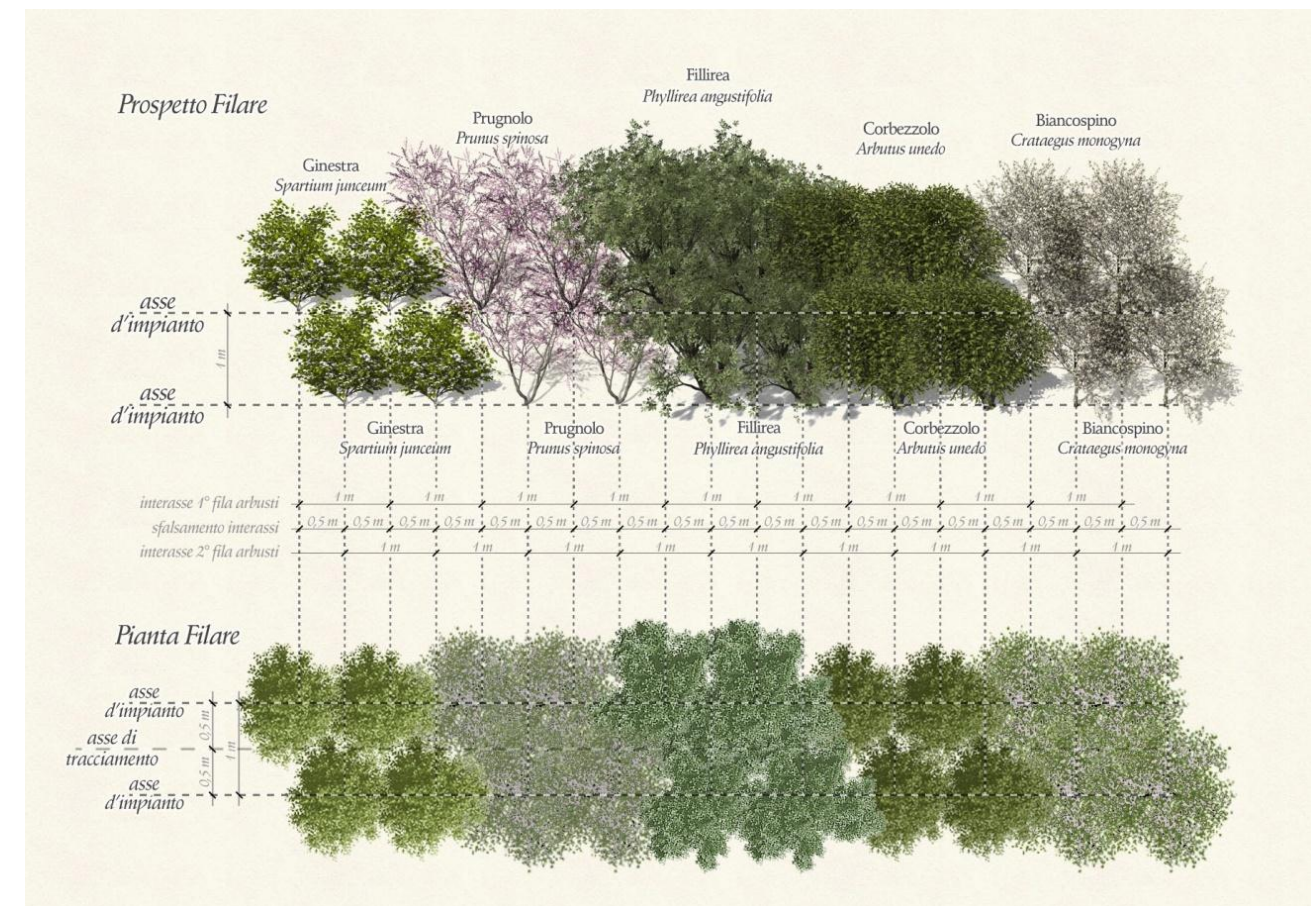 Fillirea
Phyllirea angustifolia
Prospetto Filare
Prugnolo
Prunus spinosa
Corbezzolo
Arbutus unedo
Biancospino
Crataegus monogyna
Ginestra
Spartium junceum
asse
d'impianto
1 m
asse
d'impianto
Ginestra
Spartium junceum
Prugnolo
Prunus spinosa
Fillirea
Phyllirea angustifolia
Corbezzolo
Arbutus unedo
Biancospino
Crataegus monogyna
interasse 1° fila arbusti 1 m 1 m 1 m 1 m 1 m 1 m 1 m 1 m 1 m
sfalsamento interassi 0,5 m 0,5 m 0,5 m 0,5 m 0,5 m 0,5 m 0,5 m 0,5 m 0,5 m 0,5 m 0,5 m 0,5 m 0,5 m 0,5 m 0,5 m 0,5 m 0,5 m 0,5 m 0,5 m
interasse 2° fila arbusti 1 m 1 m 1 m 1 m 1 m 1 m 1 m 1 m 1 m
Pianta Filare
asse
d'impianto
0,5 m
asse di
tracciamento
1 m
0,5 m
asse
d'impianto